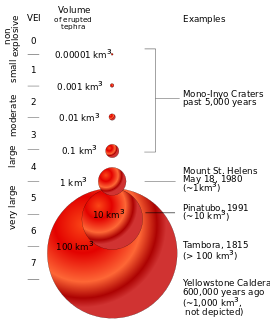 non
explosive
small
moderate
large
very large
VEI
0
1
2
3
4
5
6
7
Volume
of erupted
tephra
0.00001 km³
0.001 km³
0.01 km³
0.1 km³
1 km³
10 km³
100 km³
Examples
Mono-Inyo Craters
past 5,000 years
Mount St. Helens
May 18, 1980
(~1km³)
Pinatubo, 1991
(~10 km³)
Tambora, 1815
(> 100 km³)
Yellowstone Caldera
600,000 years ago
(~1,000 km³,
not depicted)